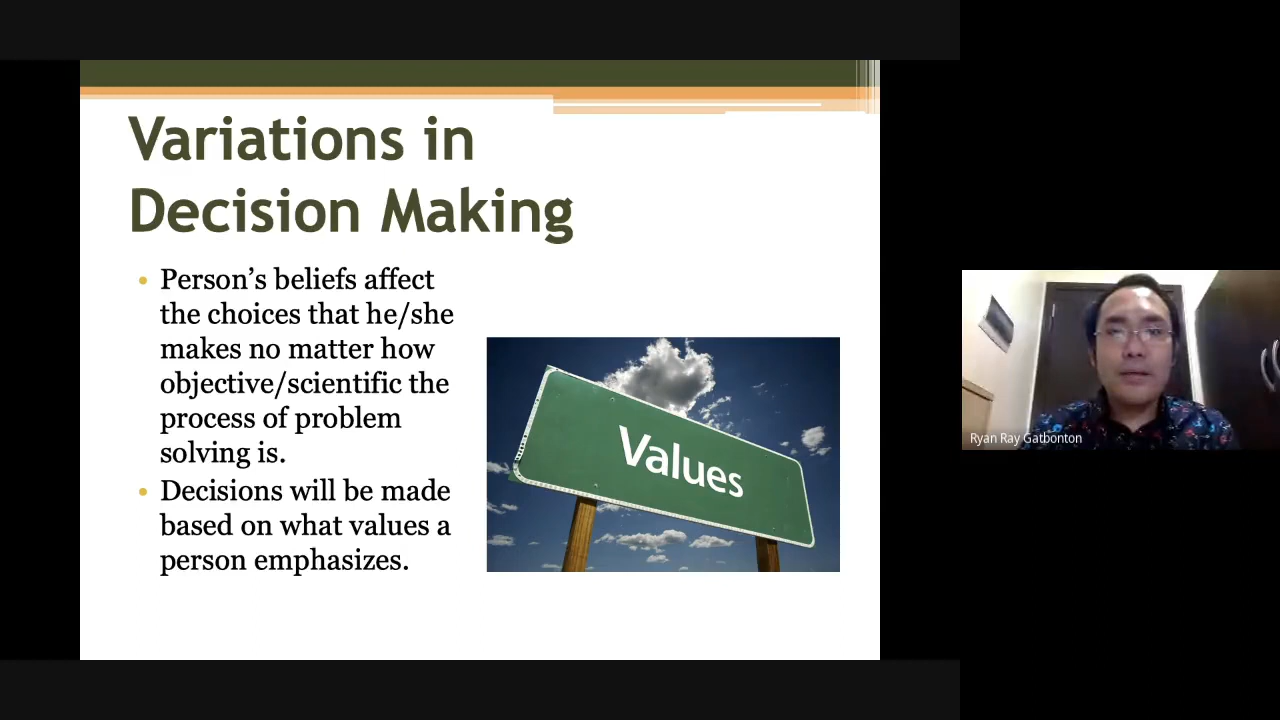 Variations in
Decision Making
• Person’s beliefs affect
the choices that he/she
makes no matter how
objective/scientific the
process of problem
solving is.
• Decisions will be made
based on what values a
person emphasizes.
Values
Ryan Ray Gatbonton